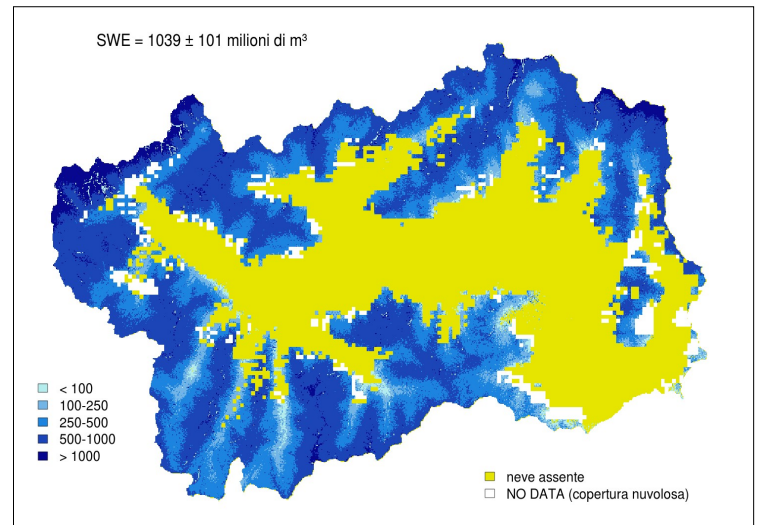 SWE = 1039 ± 101 milioni di m³
< 100
100-250
250-500
500-1000
> 1000
neve assente
NO DATA (copertura nuvolosa)